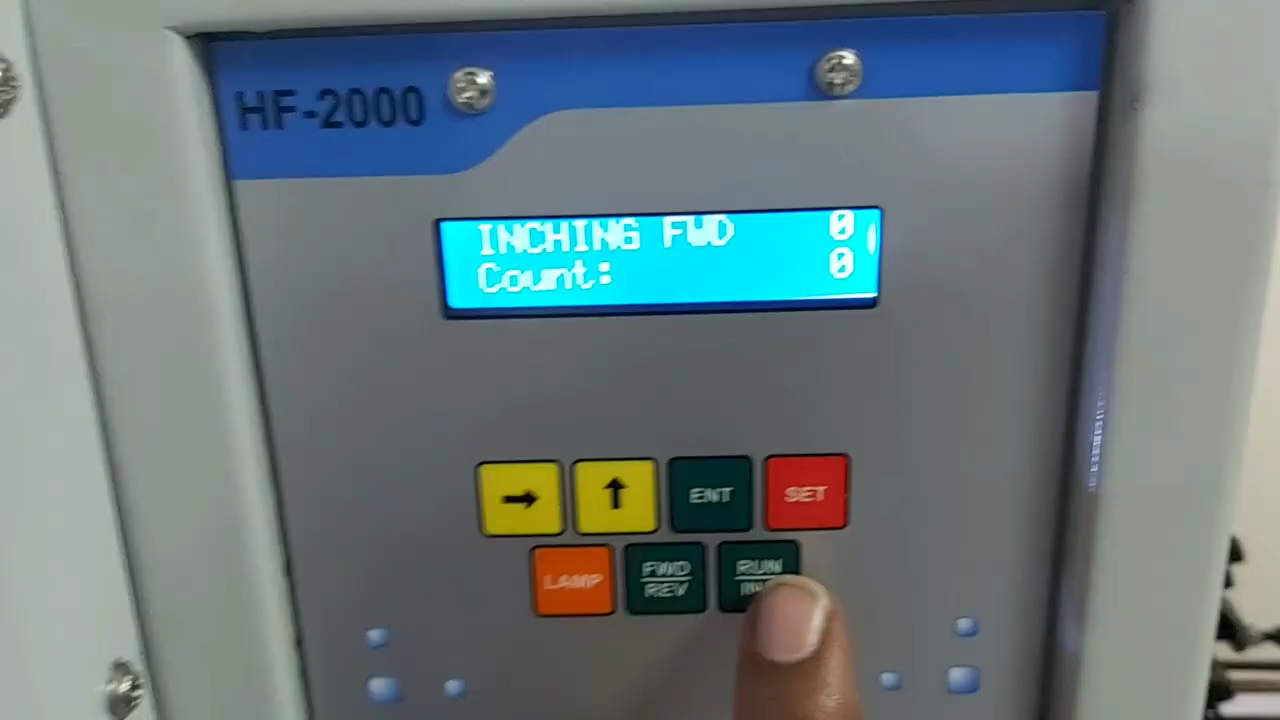 HF-2000
INCHING FWD 0
Count: 0
→ ↑ ENT SET
LAMP
FWD
REV
RUN